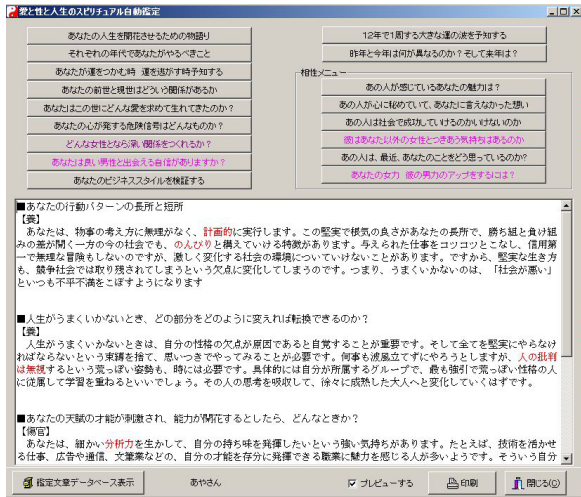 愛と性と人生のスピリチュアル自動鑑定
あなたの人生を開花させるための物語り
それぞれの年代であなたがやるべきこと
あなたが運をつかむ時 運を逃がす時予知する
あなたの前世と現世はどういう関係があるか
あなたはこの世にどんな愛を求めて生れてきたのか?
あなたの心が発する危険信号はどんなものか?
どんな女性となら深い関係をつくれるか?
あなたは良い男性と出会える自信がありますか?
あなたのビジネススタイルを検証する
12年で1周する大きな運の波を予知する
昨年と今年は何が異なるのか?そして来年は?
相性メニュー
あの人が感じているあなたの魅力は?
あの人が心に秘めていて、あなたに言えなかった想い
あの人は社会で成功していけるのかいけないのか
彼はあなた以外の女性とつきあう気持ちはあるのか
あの人は、最近、あなたのことをどう思っているのか?
あなたの女力 彼の男力のアップをするには?
■あなたの行動パターンの長所と短所
【養】
あなたは、物事の考え方に無理がなく、計画的に実行します。この堅実で根気の良さがあなたの長所で、勝ち組と負け組
みの差が開く一方の今の社会でも、のんびりと構えていける特徴があります。与えられた仕事をコツコツとこなし、信用第
一で無理な冒険もしないのですが、激しく変化する社会の環境についていけないことがあります。ですから、堅実な生き方
も、競争社会では取り残されてしまうという欠点に変化してしまうのです。つまり、うまくいかないのは、「社会が悪い」
といつも不平不満をこぼすようになります
■人生がうまくいかないとき、どの部分をどのように変えれば転換できるのか?
【養】
人生がうまくいかないときは、自分の性格の欠点が原因であると自覚することが重要です。そして全てを堅実にやらなけ
ればならないという束縛を捨て、思いつきでやってみることが必要です。何事も波風立てずにやろうとしますが、人の批判
は無視するという荒っぽい姿勢も、時には必要です。具体的には自分が所属するグループで、最も強引で荒っぽい性格の人
に従属して学習を重ねるといいでしょう。その人の思考を吸収して、徐々に成熟した大人へと変化していくはずです。
■あなたの天賦の才能が刺激され、能力が開花するとしたら、どんなときか?
【傷官】
あなたは、細かい分析力を生かして、自分の持ち味を発揮したいという強い気持ちがあります。たとえば、技術を活かせ
る仕事、広告や通信、文筆業などの、自分の才能を存分に発揮できる職業に魅力を感じる人が多いようです。そういう自分
鑑定文章データベース表示
あやさん
プレビューする
印刷
閉じる(C)